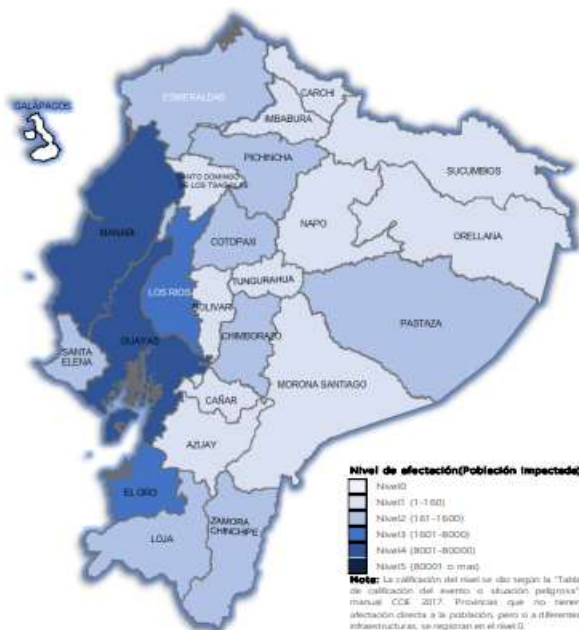 CARCHI
GALÁPAGOS
ESMERALDAS
IMBABURA
PICHINCHA
SUCUMBIOS
SANTO DOMINGO
DE LOS TSACHILAS
MANABI
NAPO
ORELLANA
COTOPAXI
TUNGURAHUA
LOS RIOS
BOLIVAR
PASTAZA
GUAYAS
CHIMBORAZO
SANTA
ELENA
MORONA SANTIAGO
CAÑAR
AZUAY
EL ORO
ZAMORA
CHINCHIPE
LOJA
Nivel de afectación(Población Impactada)
Nivel0
Nivel1 (1-160)
Nivel2 (161-1600)
Nivel3 (1601-8000)
Nivel4 (8001-80000)
Nivel5 (80001 o mas)
Nota: La calificación del nivel se dio según la "Tabla
de calificación del evento o situación peligrosa"
manual CCIE 2017. Provincias que no tienen
afectación directa a la población, pero si a diferentes
infraestructuras, se registran en el nivel 0.